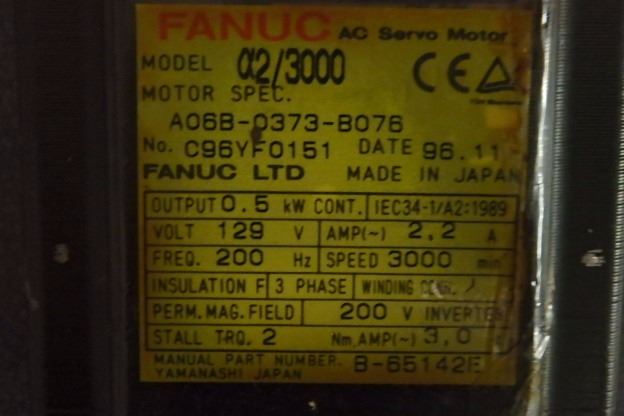 FANUC AC Servo Motor
MODEL α2/3000 CE
MOTOR SPEC.
A06B-0373-B076
No. C96YF0151 DATE 96.11
FANUC LTD MADE IN JAPAN
OUTPUT 0.5 kW CONT. IEC34-1/A2:1989
VOLT 129 V AMP(~) 2.2 A
FREQ. 200 Hz SPEED 3000 min
INSULATION F 3 PHASE WINDING
PERM.MAG.FIELD 200 V INVERTER
STALL TRQ. 2 Nm, AMP(~) 3.0
MANUAL PART NUMBER. B-65142E
YAMANASHI JAPAN